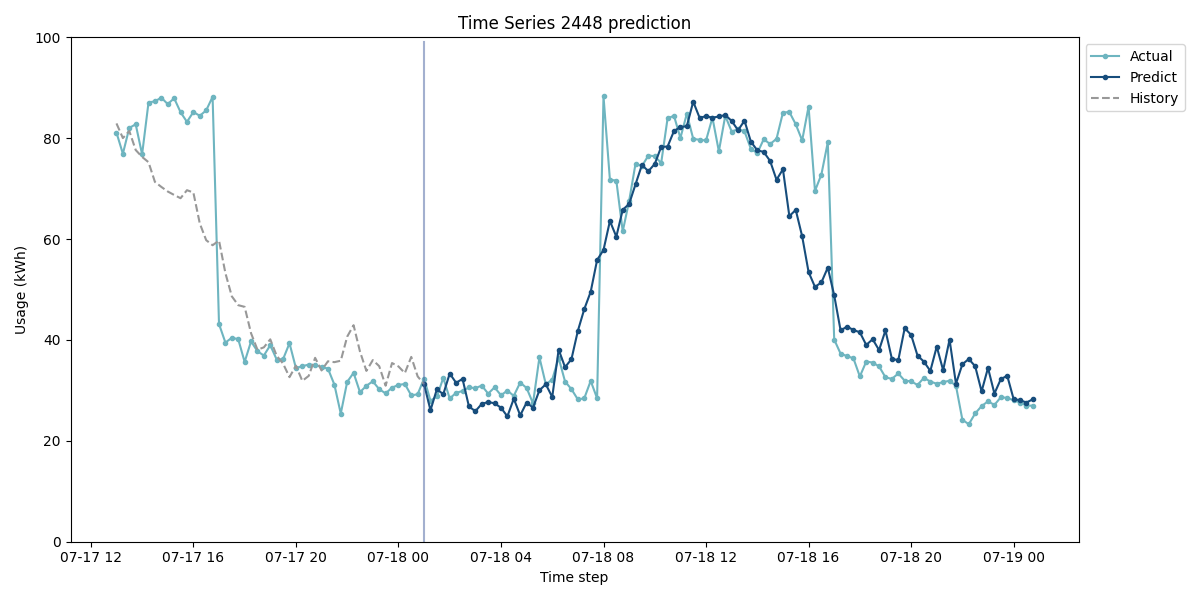 Time Series 2448 prediction
Usage (kWh)
100
80
60
40
20
0
07-17 12
07-17 16
07-17 20
07-18 00
07-18 04
07-18 08
07-18 12
07-18 16
07-18 20
07-19 00
Time step
Actual
Predict
History